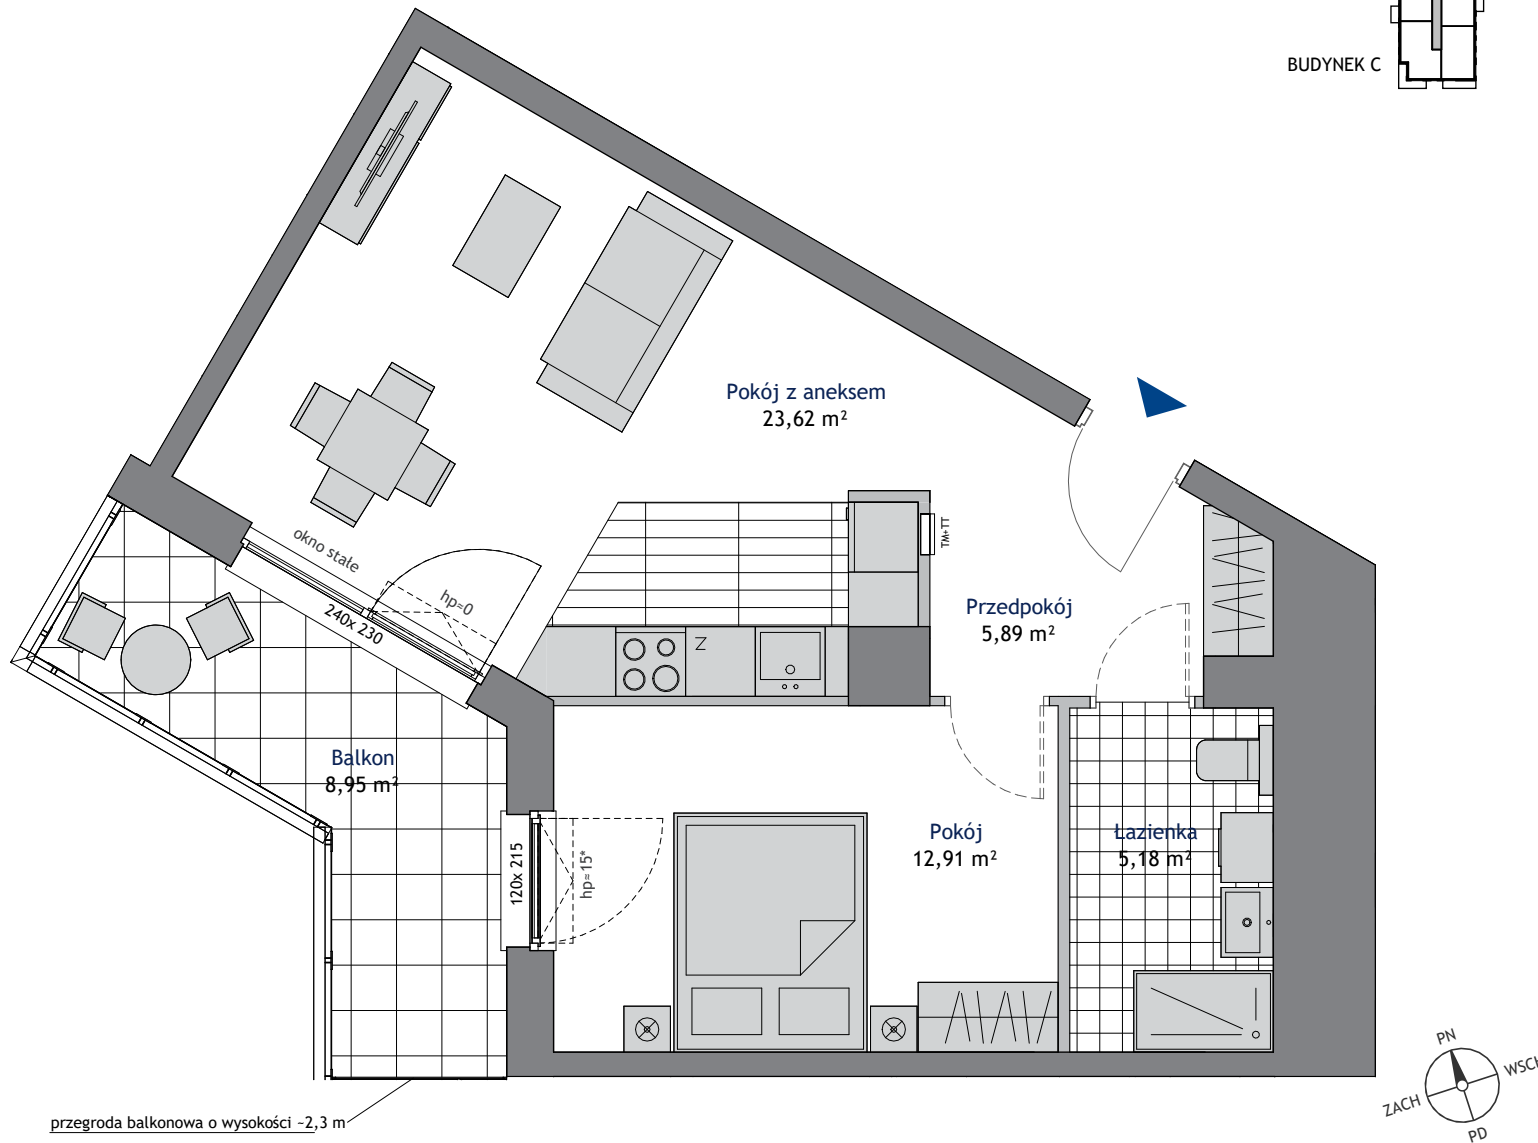 BUDYNEK C
Pokój z aneksem
23,62 m²
okno stałe
hp=0
240x 230
Z
TM+TT
Przedpokój
5,89 m²
Balkon
8,95 m²
120x 215
hp=15*
Pokój
12,91 m²
Łazienka
5,18 m²
PN
WSCH
ZACH
PD
przegroda balkonowa o wysokości ~2,3 m